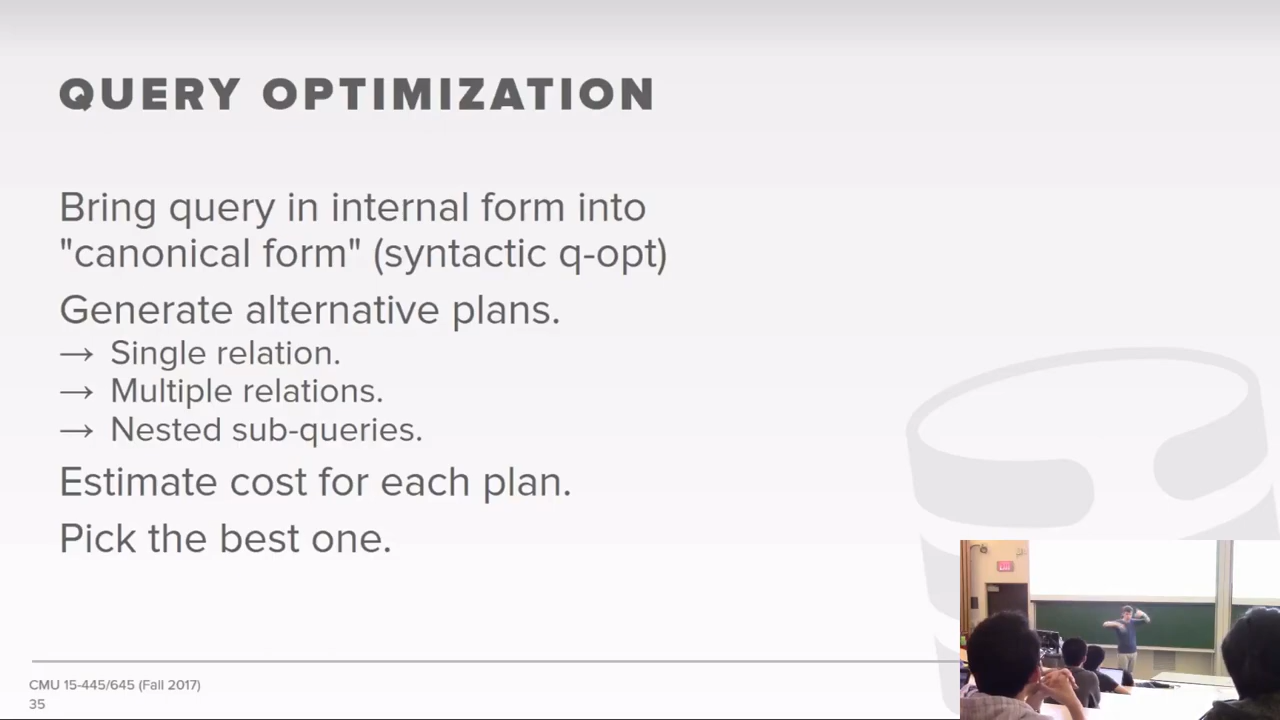 QUERY OPTIMIZATION
Bring query in internal form into
"canonical form" (syntactic q-opt)
Generate alternative plans.
→ Single relation.
→ Multiple relations.
→ Nested sub-queries.
Estimate cost for each plan.
Pick the best one.
CMU 15-445/645 (Fall 2017)
35